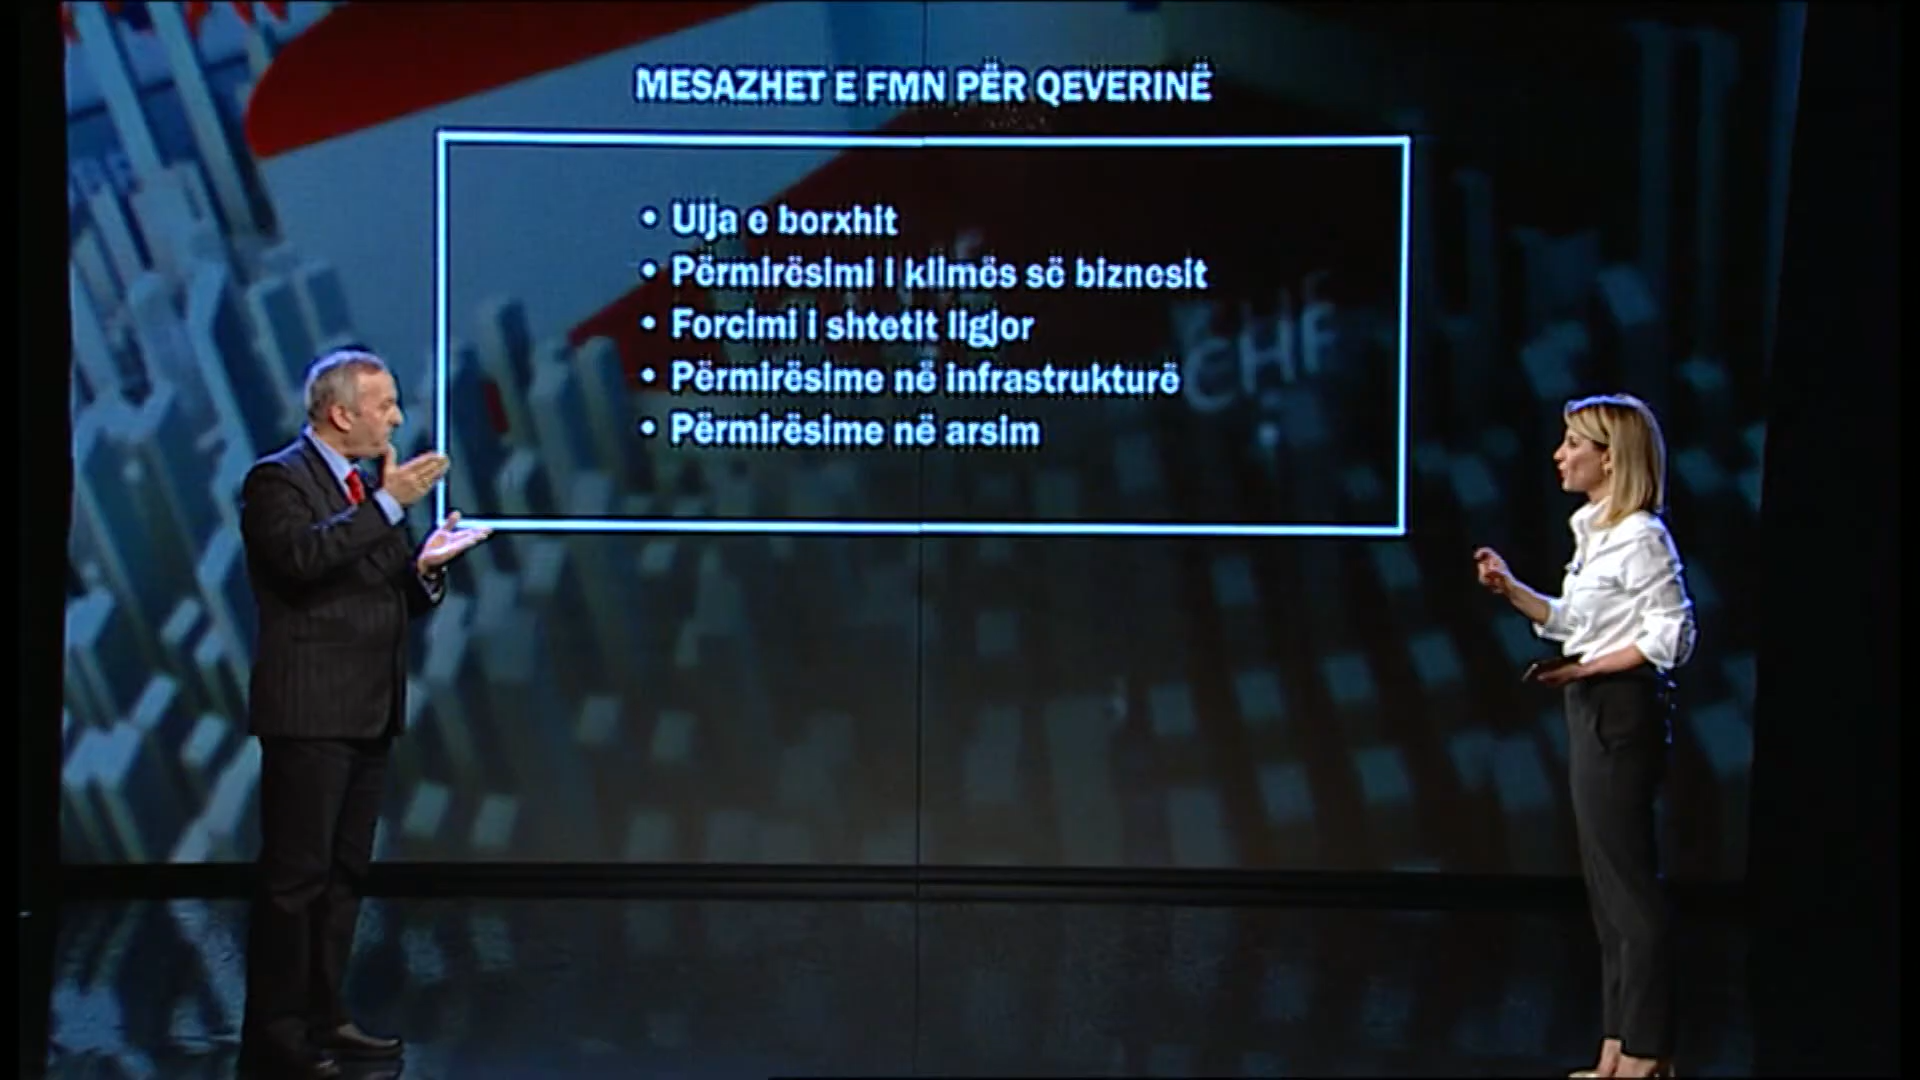 MESAZHET E FMN PËR QEVERINË
• Ulja e borxhit
• Përmirësimi i klimës së biznesit
• Forcimi i shtetit ligjor
• Përmirësime në infrastrukturë
• Përmirësime në arsim
CHF